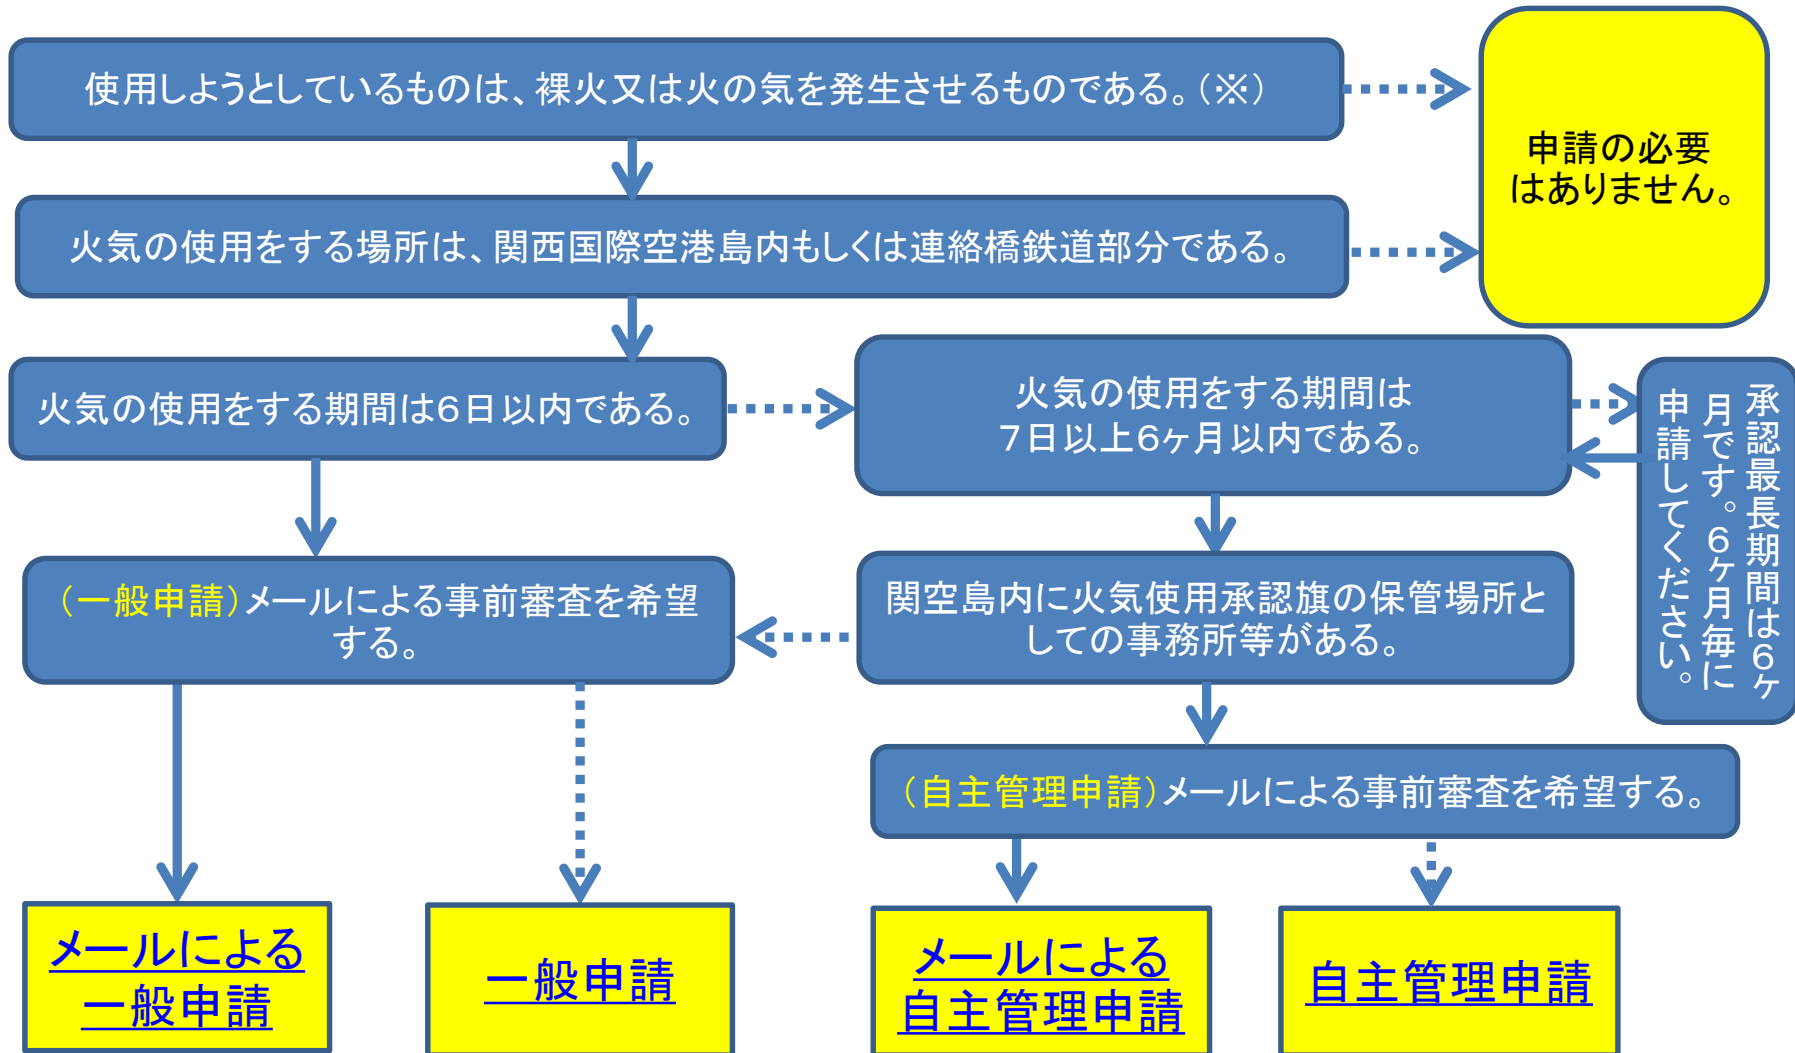 使用しようとしているものは、裸火又は火の気を発生させるものである。（※）
申請の必要
はありません。
火気の使用をする場所は、関西国際空港島内もしくは連絡橋鉄道部分である。
火気の使用をする期間は６日以内である。
火気の使用をする期間は
７日以上６ヶ月以内である。
承認最長期間は６ヶ
月です。６ヶ月毎に
申請してください。
（一般申請）メールによる事前審査を希望
する。
関空島内に火気使用承認旗の保管場所と
しての事務所等がある。
（自主管理申請）メールによる事前審査を希望する。
メールによる
一般申請
一般申請
メールによる
自主管理申請
自主管理申請